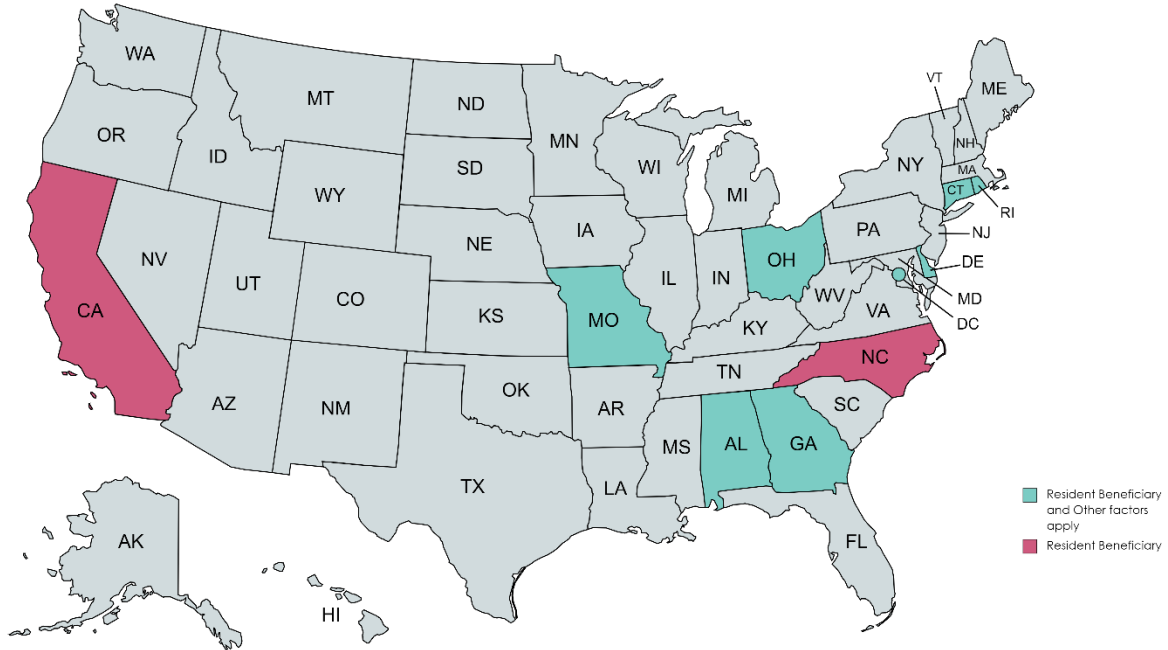 WA
MT
ND
MN
VT
ME
OR
ID
SD
WI
NH
NY
MA
WY
MI
CT
RI
IA
PA
NJ
NE
OH
NV
IL
IN
DE
UT
CO
WV
MD
CA
KS
MO
VA
DC
KY
NC
TN
OK
AZ
NM
AR
SC
MS
AL
GA
TX
LA
AK
FL
HI
Resident Beneficiary
and Other factors
apply
Resident Beneficiary